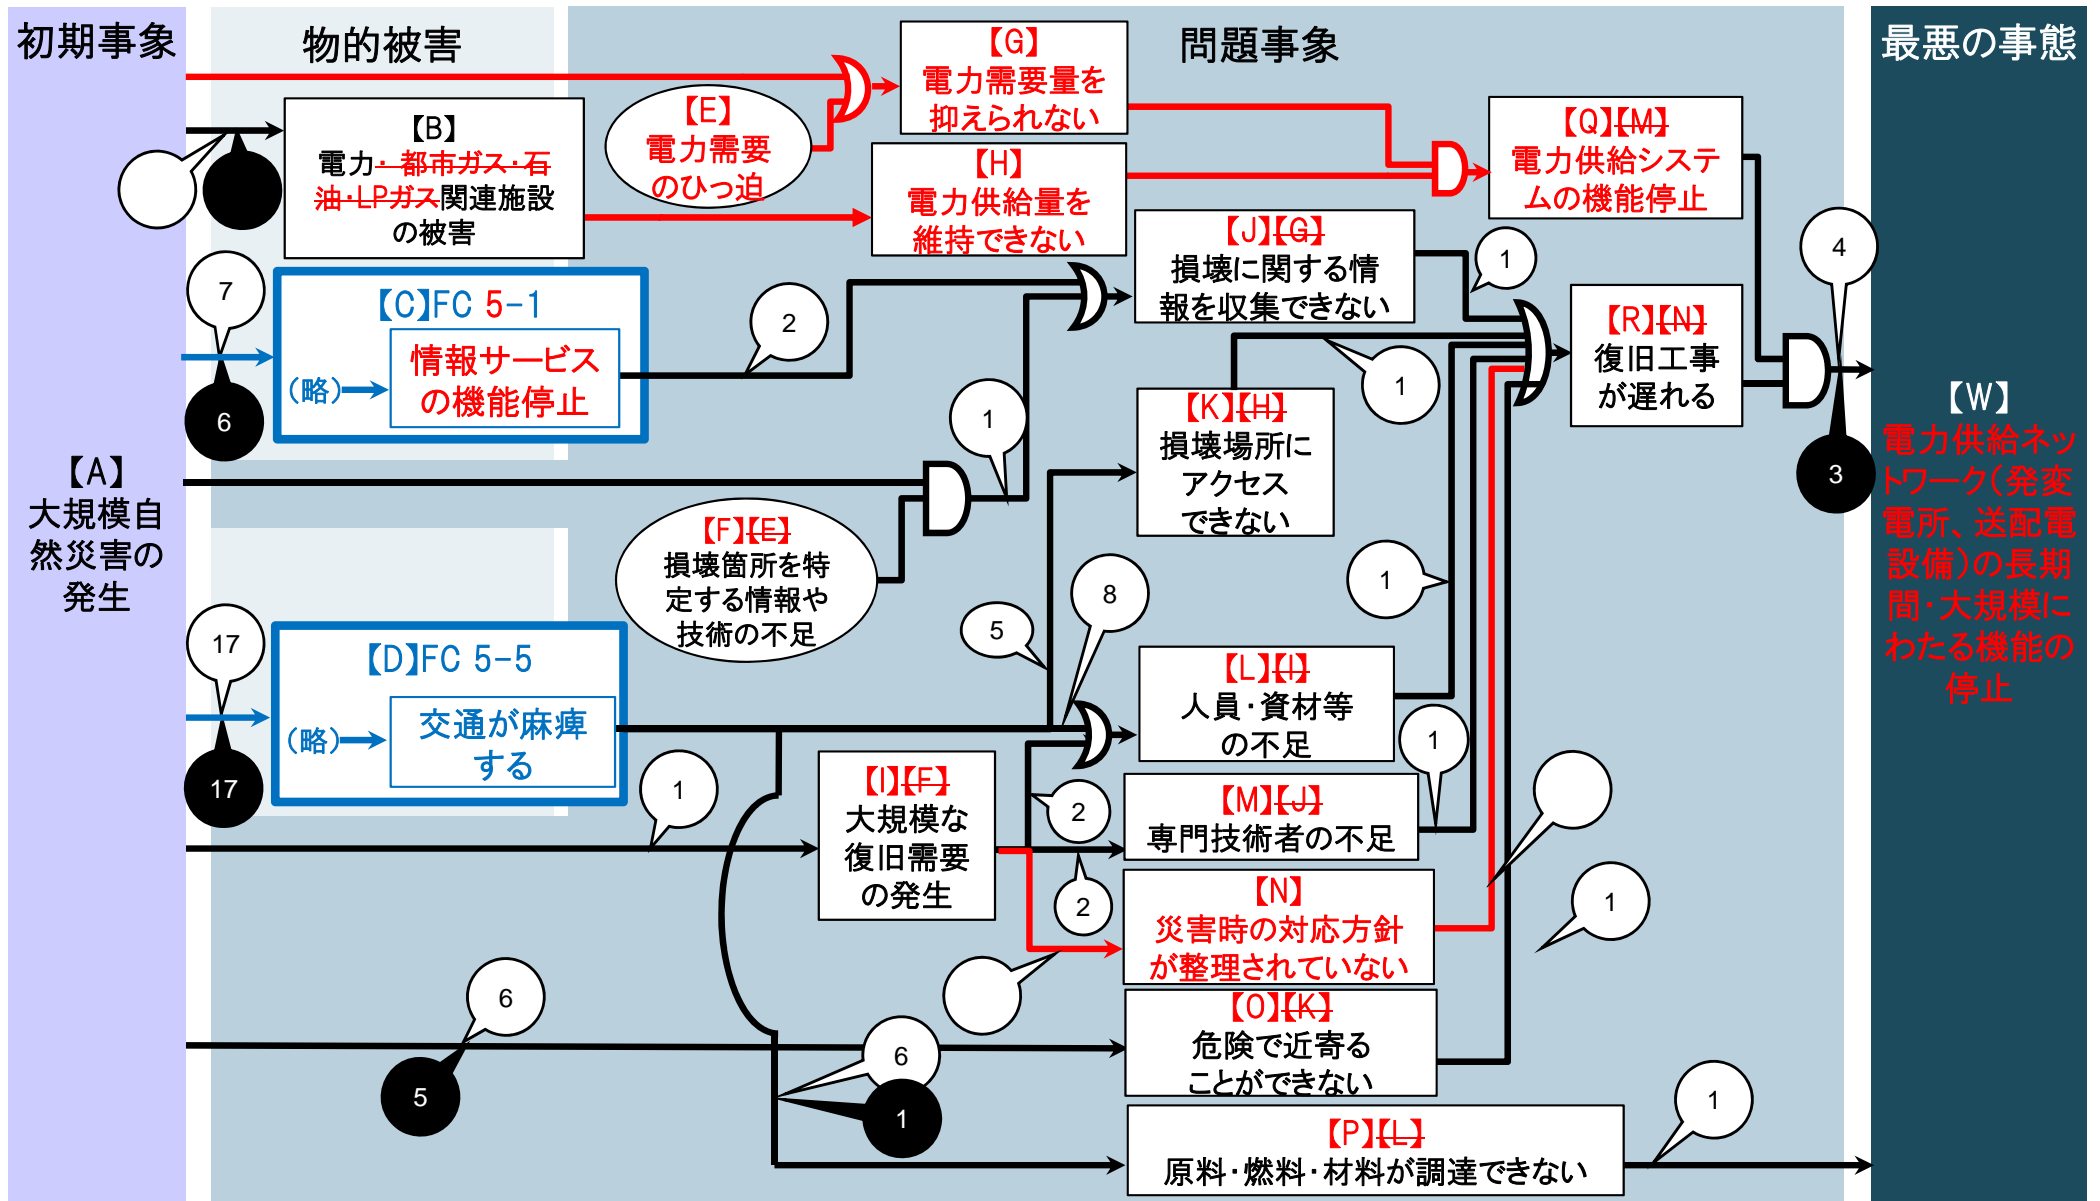 初期事象
物的被害
問題事象
最悪の事態
【A】
大規模自
然災害の
発生
【B】
電力・都市ガス・石
油・LPガス関連施設
の被害
7
6
【C】FC 5-1
(略)
情報サービス
の機能停止
2
17
17
【D】FC 5-5
(略)
交通が麻痺
する
【E】
電力需要
のひっ迫
【F】【E】
損壊箇所を特
定する情報や
技術の不足
1
【G】
電力需要量を
抑えられない
【H】
電力供給量を
維持できない
【I】【F】
大規模な
復旧需要
の発生
1
5
8
2
2
【J】【G】
損壊に関する情
報を収集できない
1
【K】【H】
損壊場所に
アクセス
できない
1
【L】【I】
人員・資材等
の不足
1
【M】【J】
専門技術者の不足
1
【N】
災害時の対応方針
が整理されていない
【O】【K】
危険で近寄る
ことができない
1
6
5
6
1
【P】【L】
原料・燃料・材料が調達できない
1
【Q】【M】
電力供給システ
ムの機能停止
【R】【N】
復旧工事
が遅れる
4
3
【W】
電力供給ネッ
トワーク(発変
電所、送配電
設備)の長期
間・大規模に
わたる機能の
停止